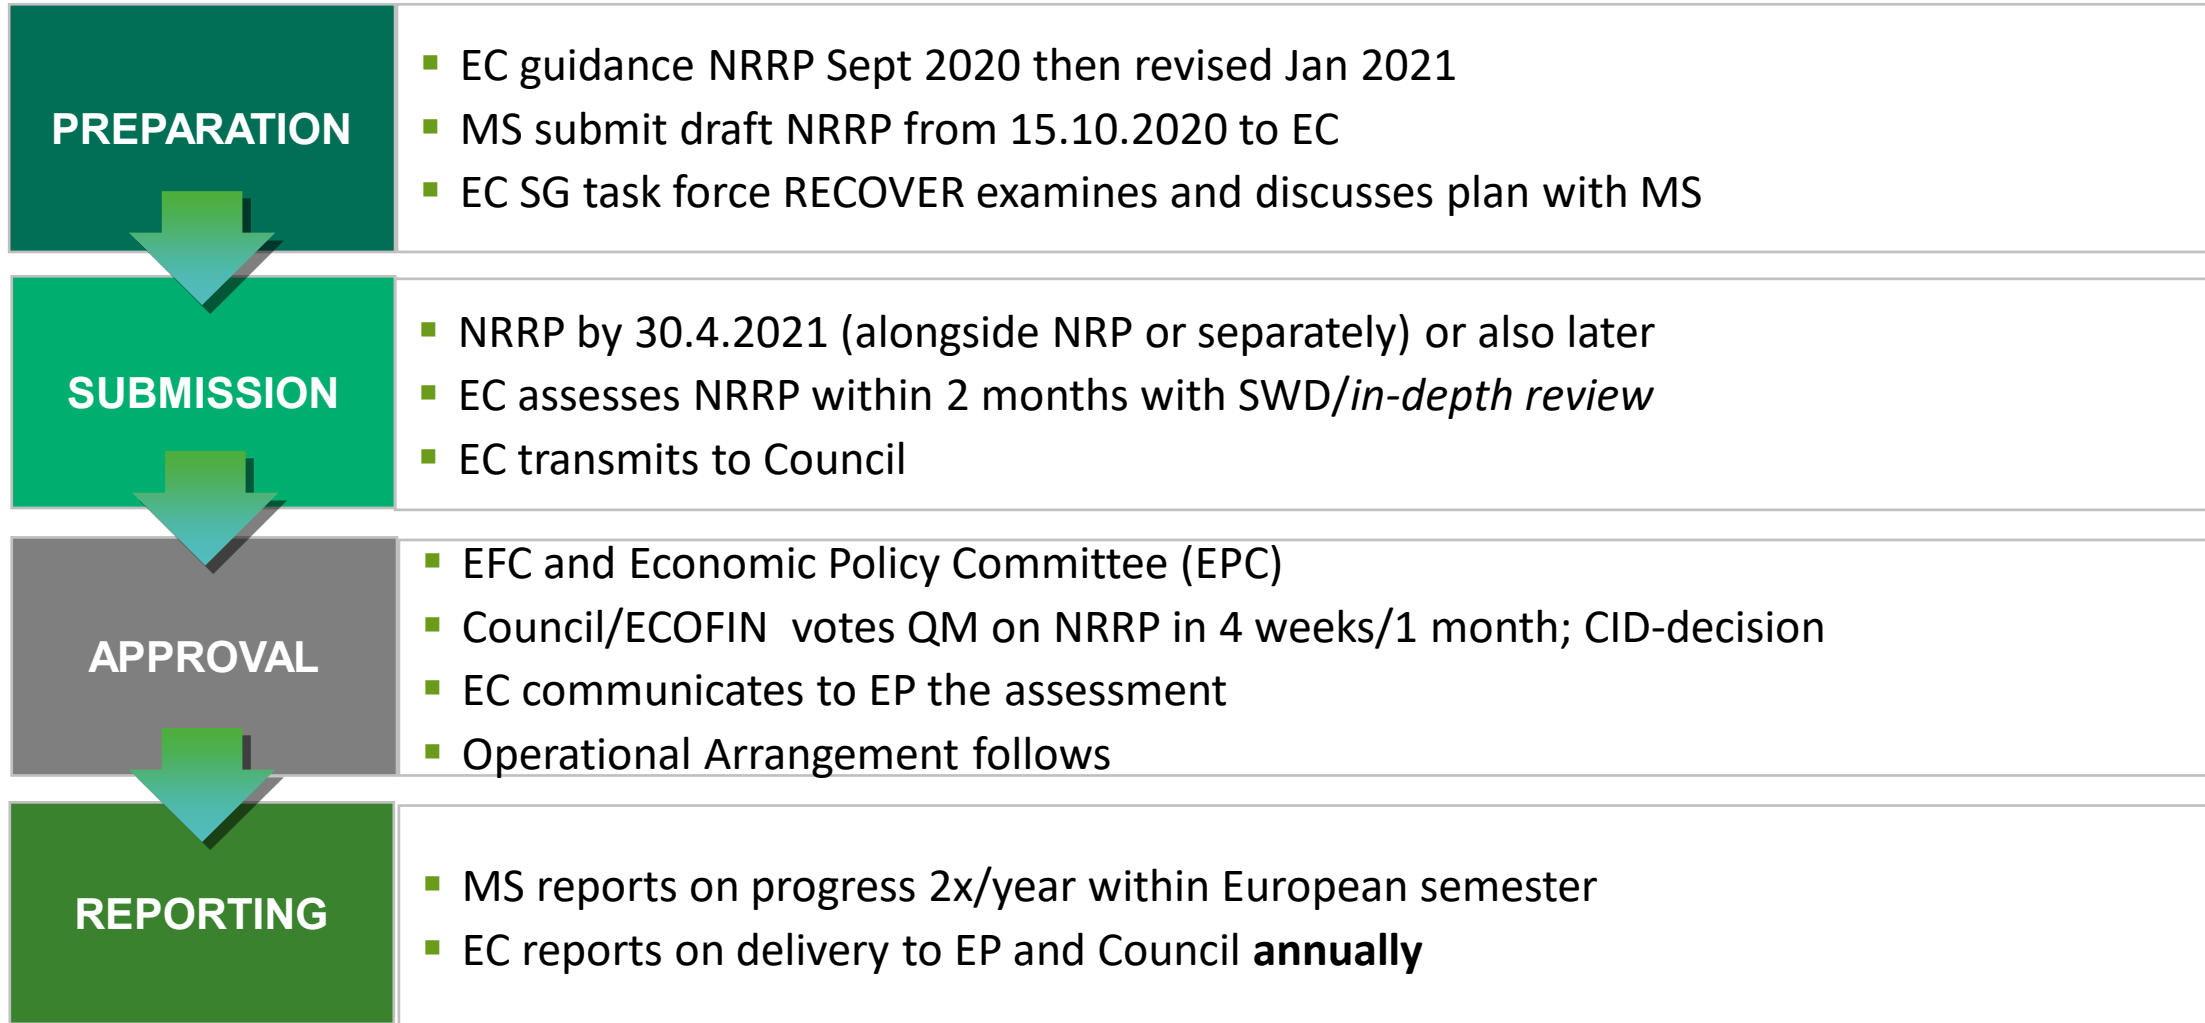 PREPARATION
▪ EC guidance NRRP Sept 2020 then revised Jan 2021
▪ MS submit draft NRRP from 15.10.2020 to EC
▪ EC SG task force RECOVER examines and discusses plan with MS
SUBMISSION
▪ NRRP by 30.4.2021 (alongside NRP or separately) or also later
▪ EC assesses NRRP within 2 months with SWD/in-depth review
▪ EC transmits to Council
APPROVAL
▪ EFC and Economic Policy Committee (EPC)
▪ Council/ECOFIN  votes QM on NRRP in 4 weeks/1 month; CID-decision
▪ EC communicates to EP the assessment
▪ Operational Arrangement follows
REPORTING
▪ MS reports on progress 2x/year within European semester
▪ EC reports on delivery to EP and Council annually